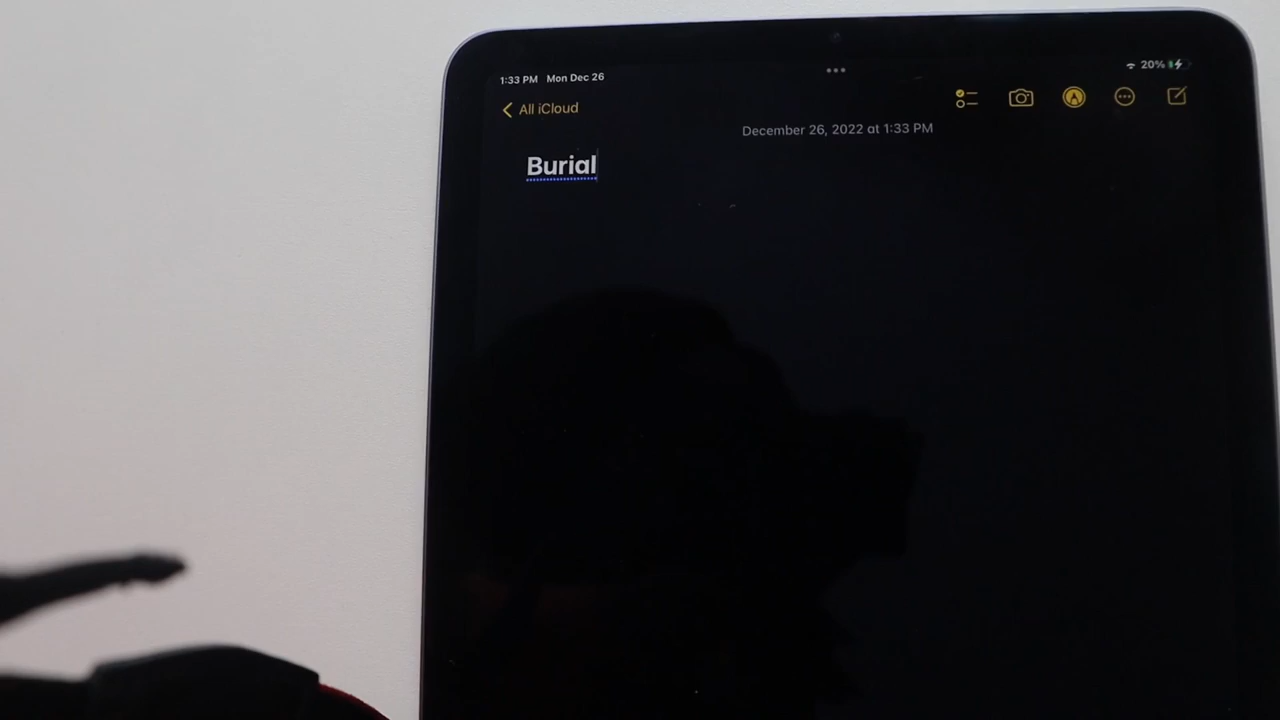 1:33 PM Mon Dec 26
20%
All iCloud
December 26, 2022 at 1:33 PM
Burial